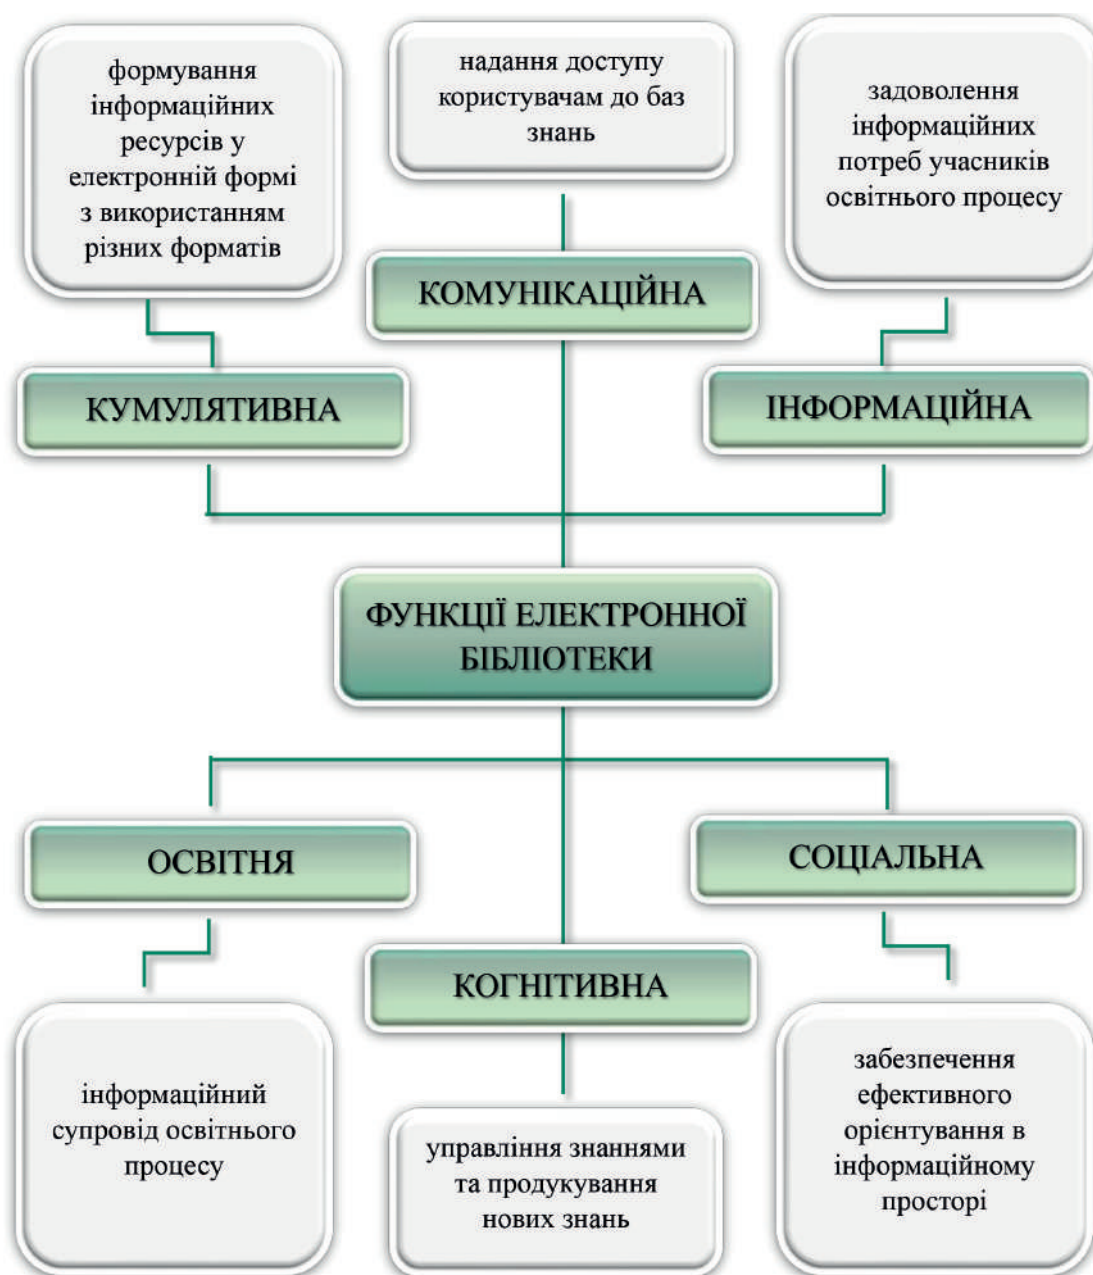 формування
інформаційних
ресурсів у
електронній формі
з використанням
різних форматів
надання доступу
користувачам до баз
знань
задоволення
інформаційних
потреб учасників
освітнього процесу
КОМУНІКАЦІЙНА
КУМУЛЯТИВНА
ІНФОРМАЦІЙНА
ФУНКЦІЇ ЕЛЕКТРОННОЇ
БІБЛІОТЕКИ
ОСВІТНЯ
СОЦІАЛЬНА
КОГНІТИВНА
інформаційний
супровід освітнього
процесу
управління знаннями
та продукування
нових знань
забезпечення
ефективного
орієнтування в
інформаційному
просторі